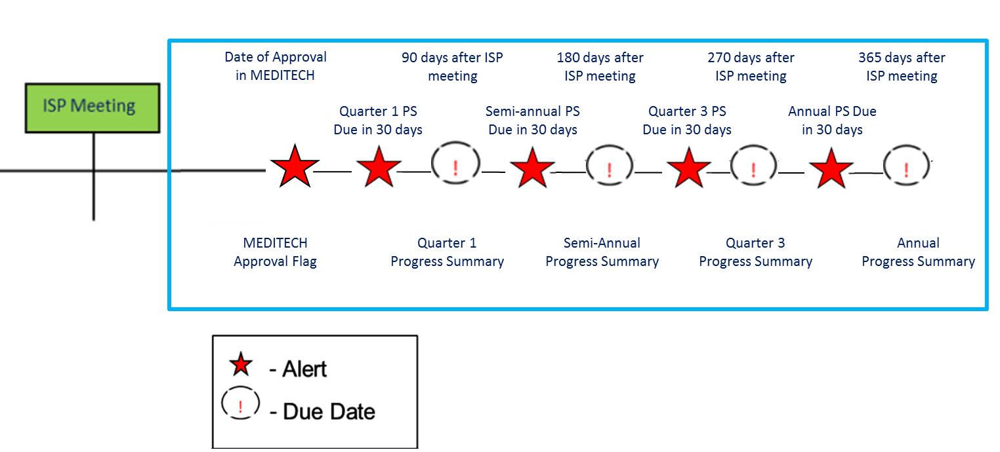 Date of Approval
in MEDITECH
90 days after ISP
meeting
180 days after
ISP meeting
270 days after
ISP meeting
365 days after
ISP meeting
ISP Meeting
Quarter 1 PS
Due in 30 days
Semi-annual PS
Due in 30 days
Quarter 3 PS
Due in 30 days
Annual PS Due
in 30 days
!
!
!
!
MEDITECH
Approval Flag
Quarter 1
Progress Summary
Semi-Annual
Progress Summary
Quarter 3
Progress Summary
Annual
Progress Summary
- Alert
! - Due Date